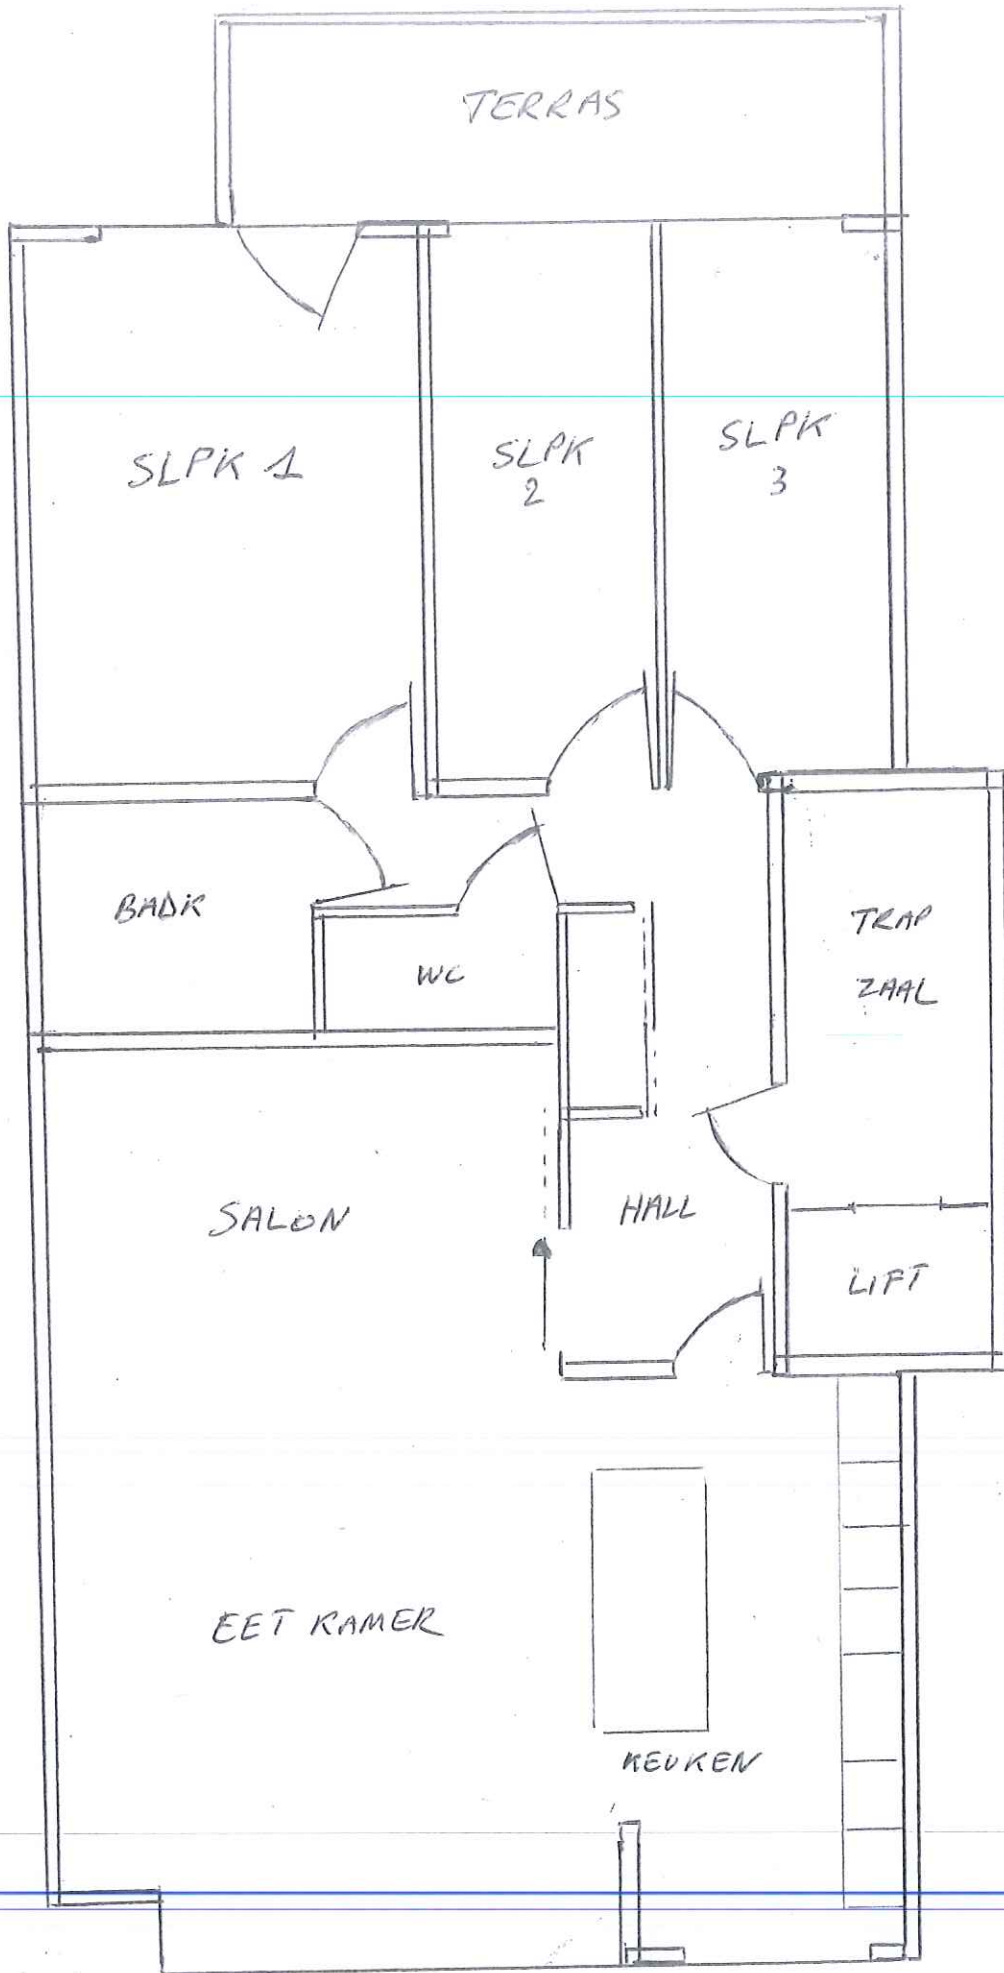 TERRAS
SLPK 1
SLPK
2
SLPK
3
BADK
WC
TRAP
ZAAL
SALON
HALL
LIFT
EET KAMER
KEUKEN